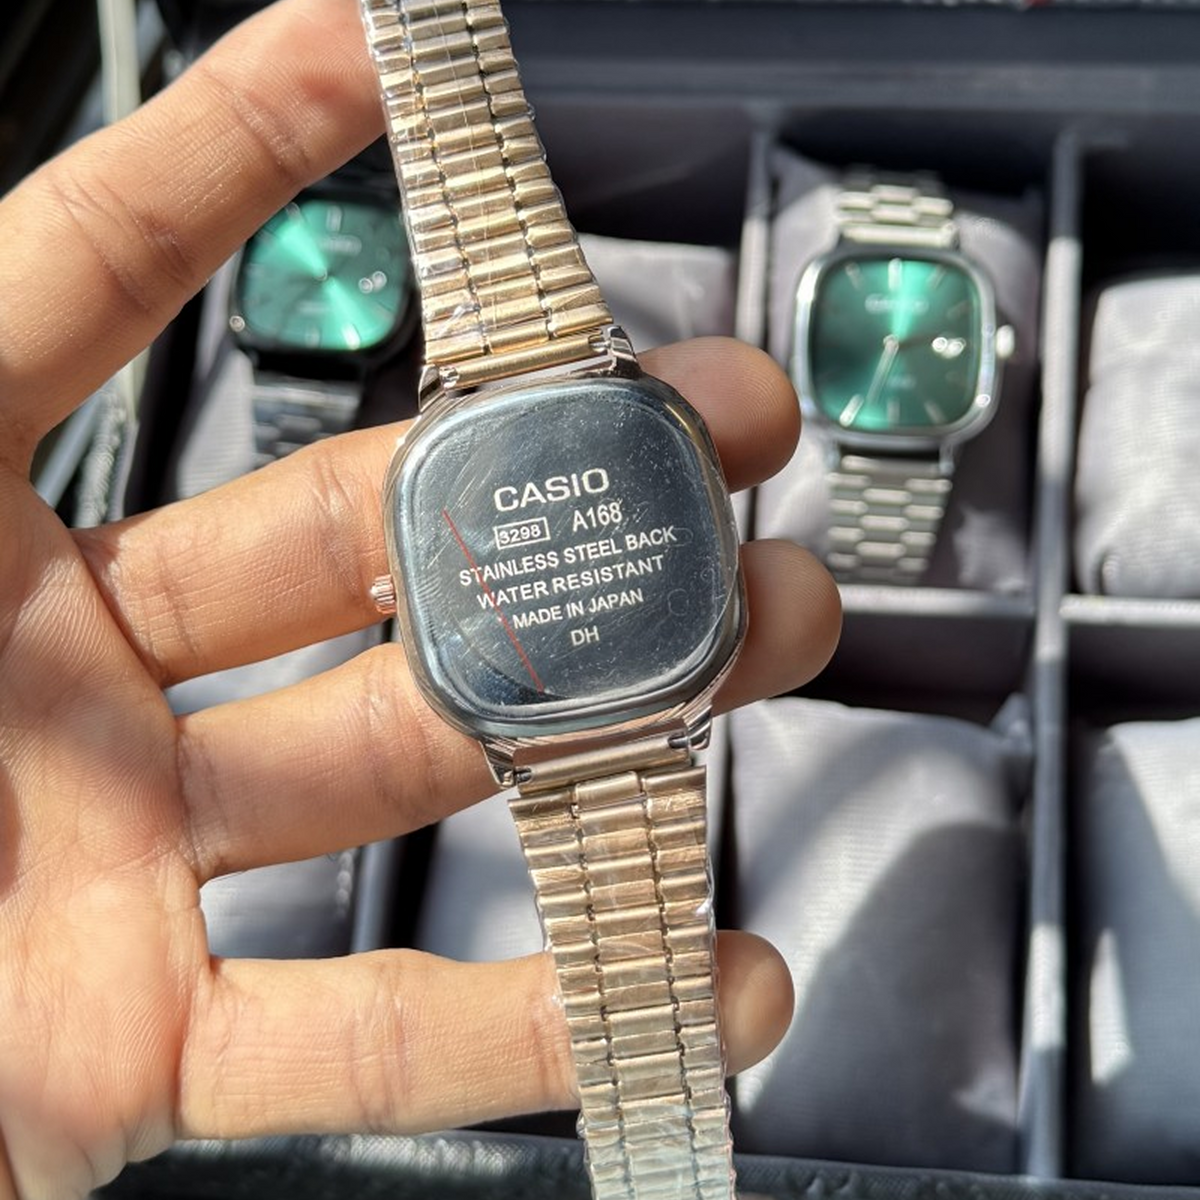 CASIO
3298 A168
STAINLESS STEEL BACK
WATER RESISTANT
MADE IN JAPAN
DH